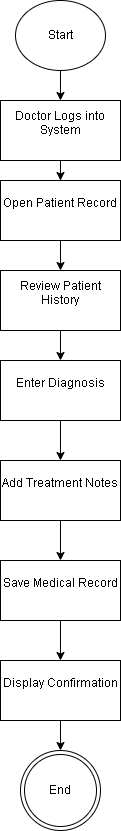 Start
Doctor Logs into
System
Open Patient Record
Review Patient
History
Enter Diagnosis
Add Treatment Notes
Save Medical Record
Display Confirmation
End